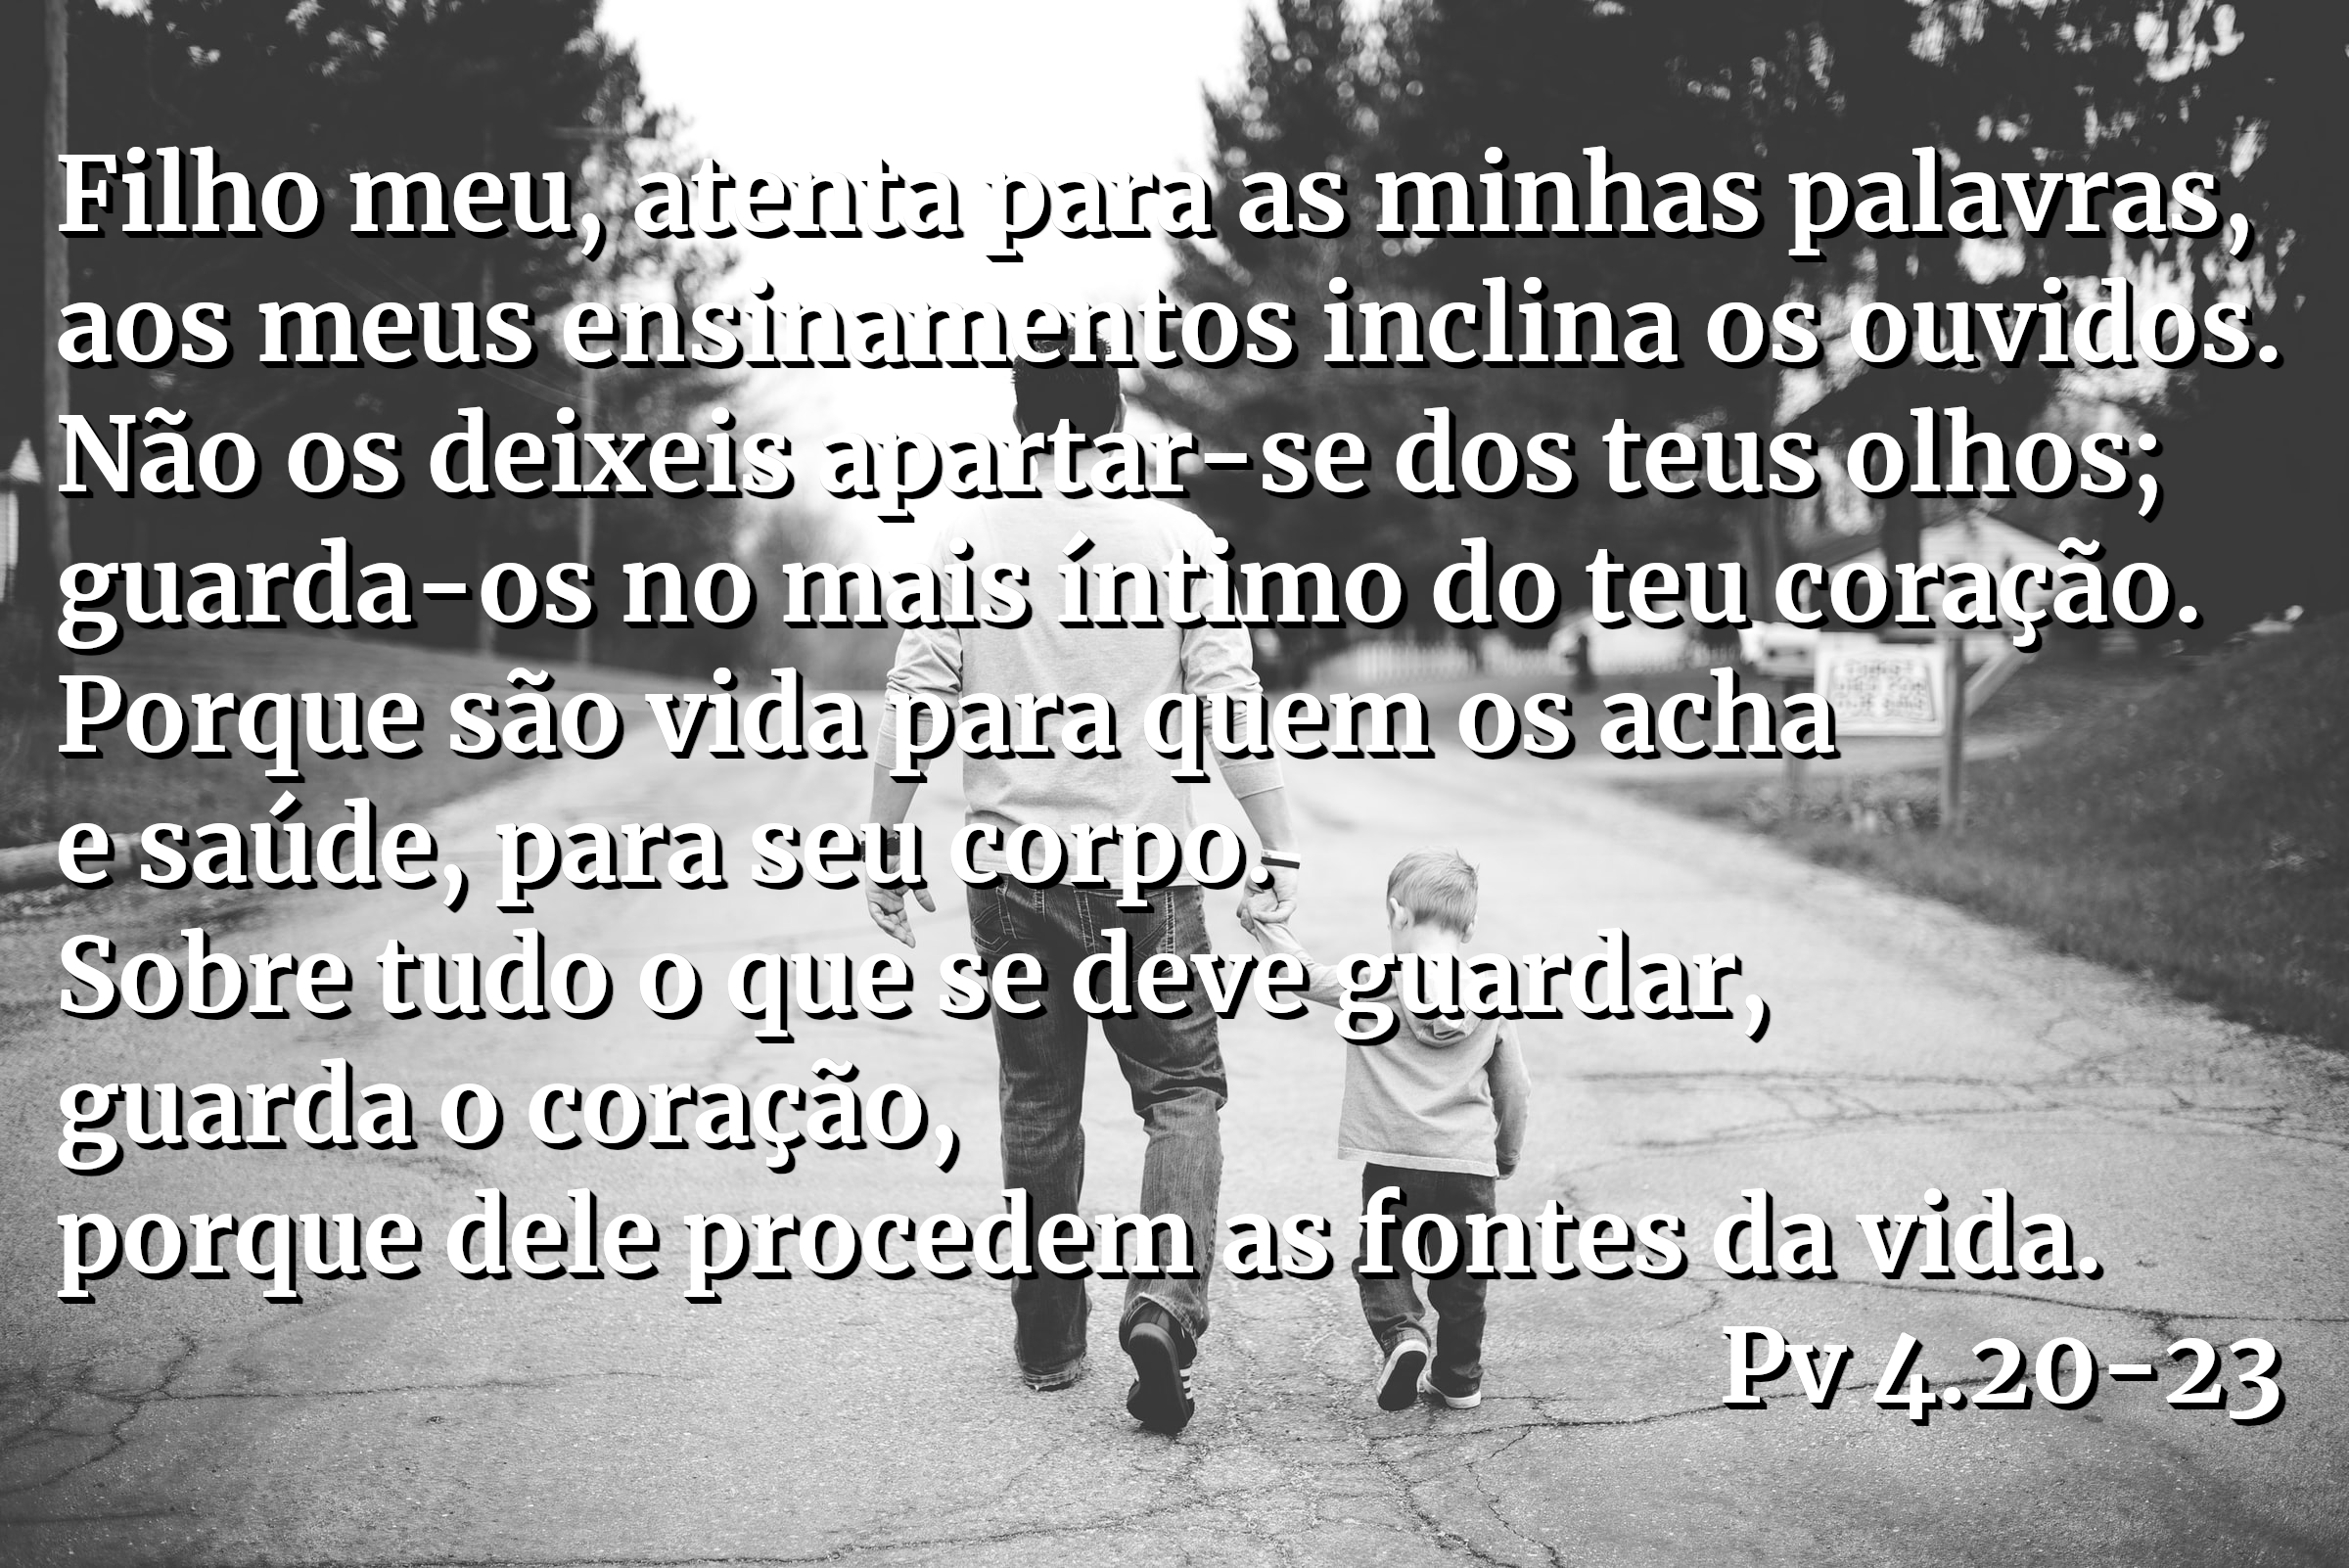 Filho meu, atenta para as minhas palavras,
aos meus ensinamentos inclina os ouvidos.
Não os deixeis apartar-se dos teus olhos;
guarda-os no mais íntimo do teu coração.
Porque são vida para quem os acha
e saúde, para seu corpo.
Sobre tudo o que se deve guardar,
guarda o coração,
porque dele procedem as fontes da vida.
Pv 4.20-23